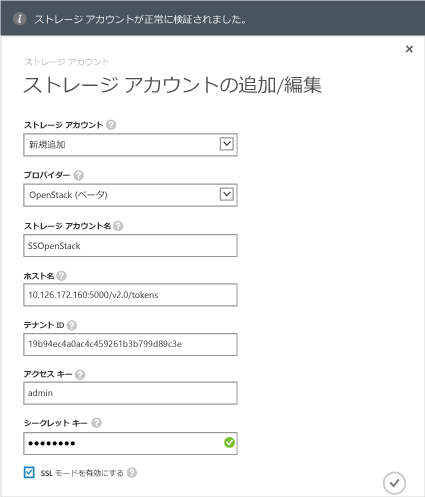 ストレージ アカウントが正常に検証されました。
ストレージ アカウント
ストレージ アカウントの追加/編集
ストレージ アカウント
新規追加
プロバイダー
OpenStack (ベータ)
ストレージ アカウント名
SSOpenStack
ホスト名
10.126.172.160:5000/v2.0/tokens
テナント ID
19b94ec4a0ac4c459261b3b799d89c3e
アクセス キー
admin
シークレット キー
●●●●●●●●
SSL モードを有効にする